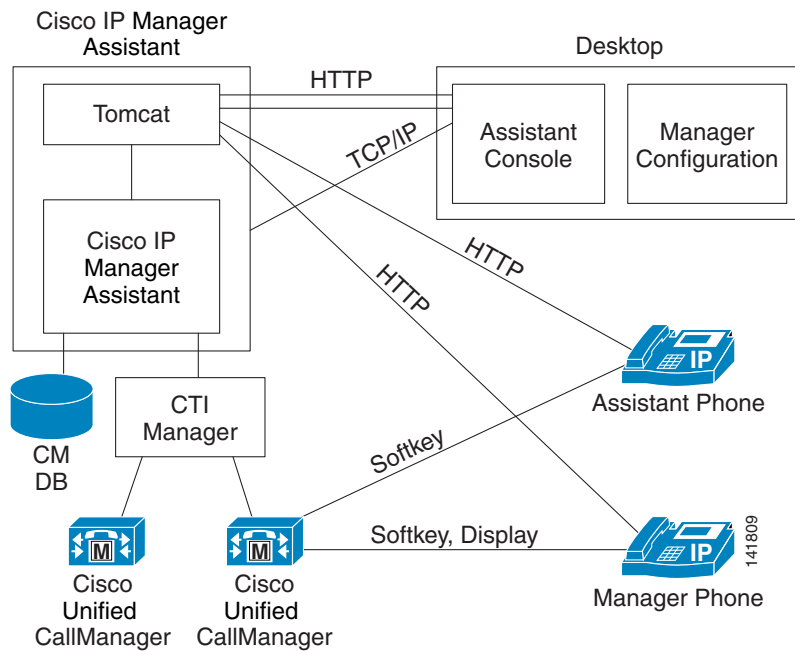 Cisco IP Manager
Assistant
Desktop
HTTP
Tomcat
Assistant
Console
Manager
Configuration
TCP/IP
Cisco IP
Manager
Assistant
HTTP
HTTP
IP
Assistant Phone
CTI
Manager
CM
DB
Softkey
M
M
Softkey, Display
IP
141809
Cisco
Unified
CallManager
Cisco
Unified
CallManager
Manager Phone